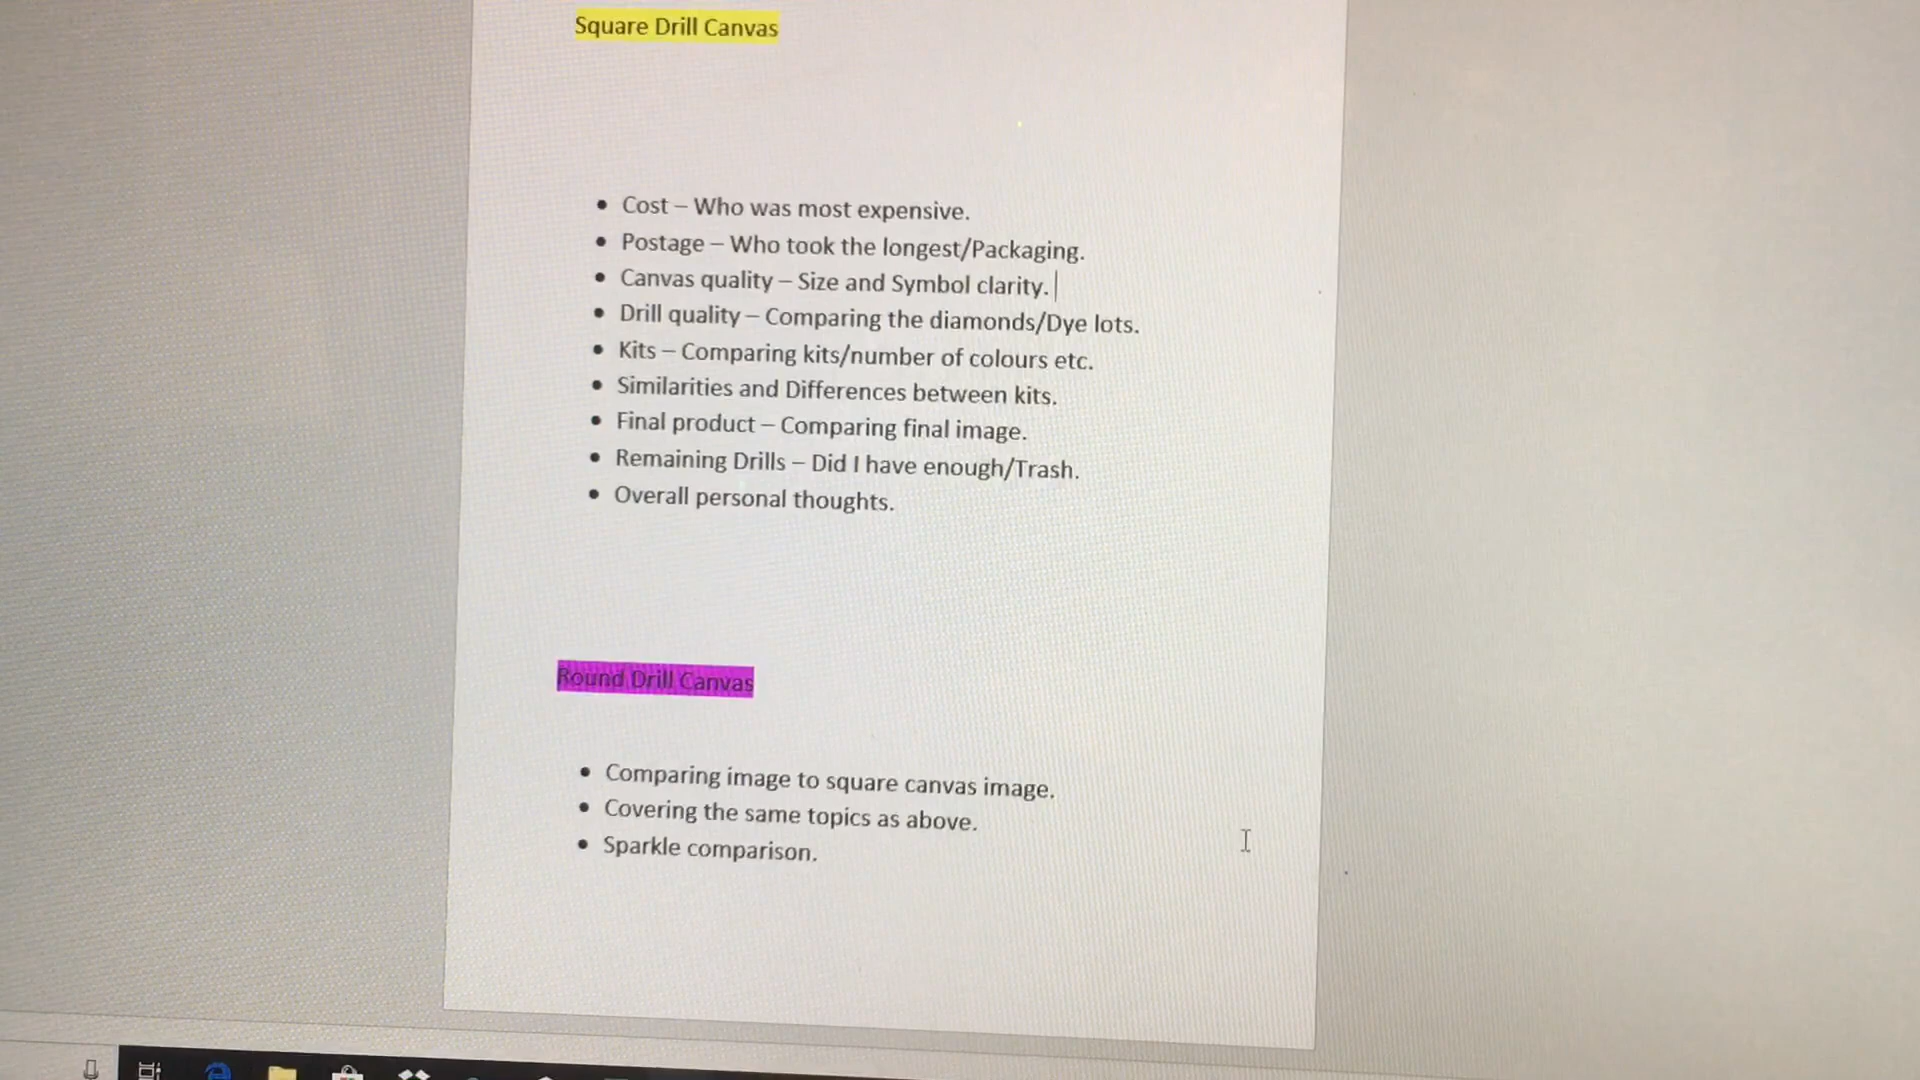 Square Drill Canvas
• Cost – Who was most expensive.
• Postage – Who took the longest/Packaging.
• Canvas quality – Size and Symbol clarity.
• Drill quality – Comparing the diamonds/Dye lots.
• Kits – Comparing kits/number of colours etc.
• Similarities and Differences between kits.
• Final product – Comparing final image.
• Remaining Drills – Did I have enough/Trash.
• Overall personal thoughts.
Round Drill Canvas
• Comparing image to square canvas image.
• Covering the same topics as above.
• Sparkle comparison.